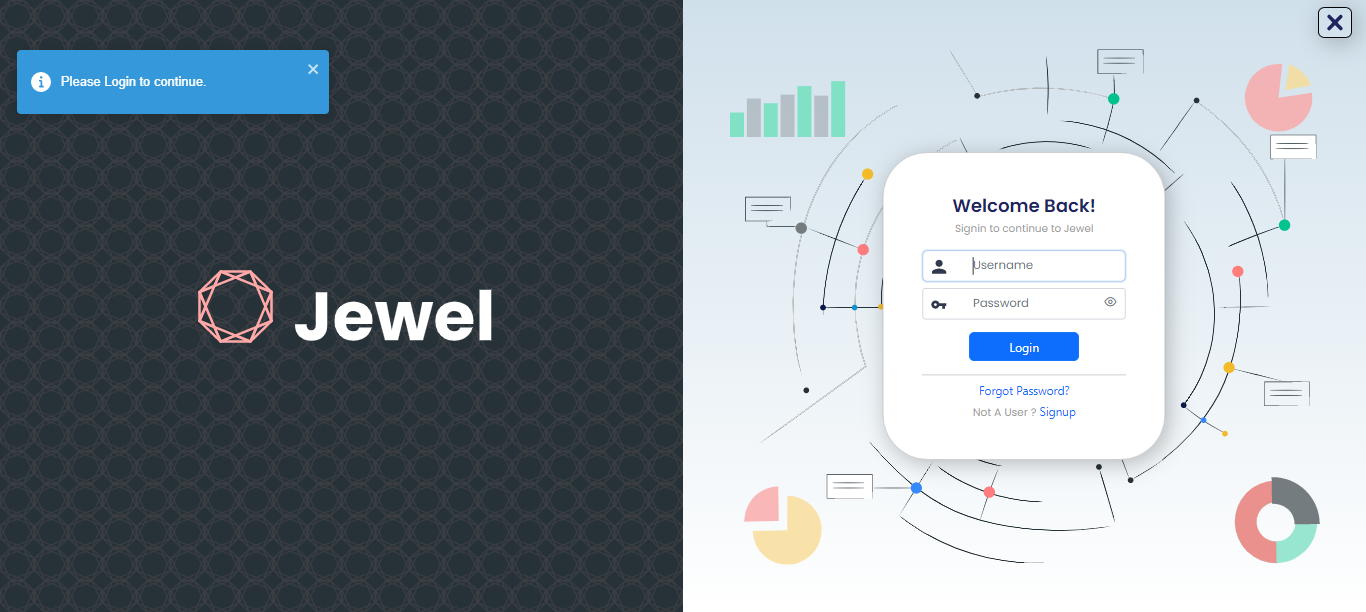 Please Login to continue.
Jewel
Welcome Back!
Signin to continue to Jewel
Username
Password
Login
Forgot Password?
Not A User ? Signup